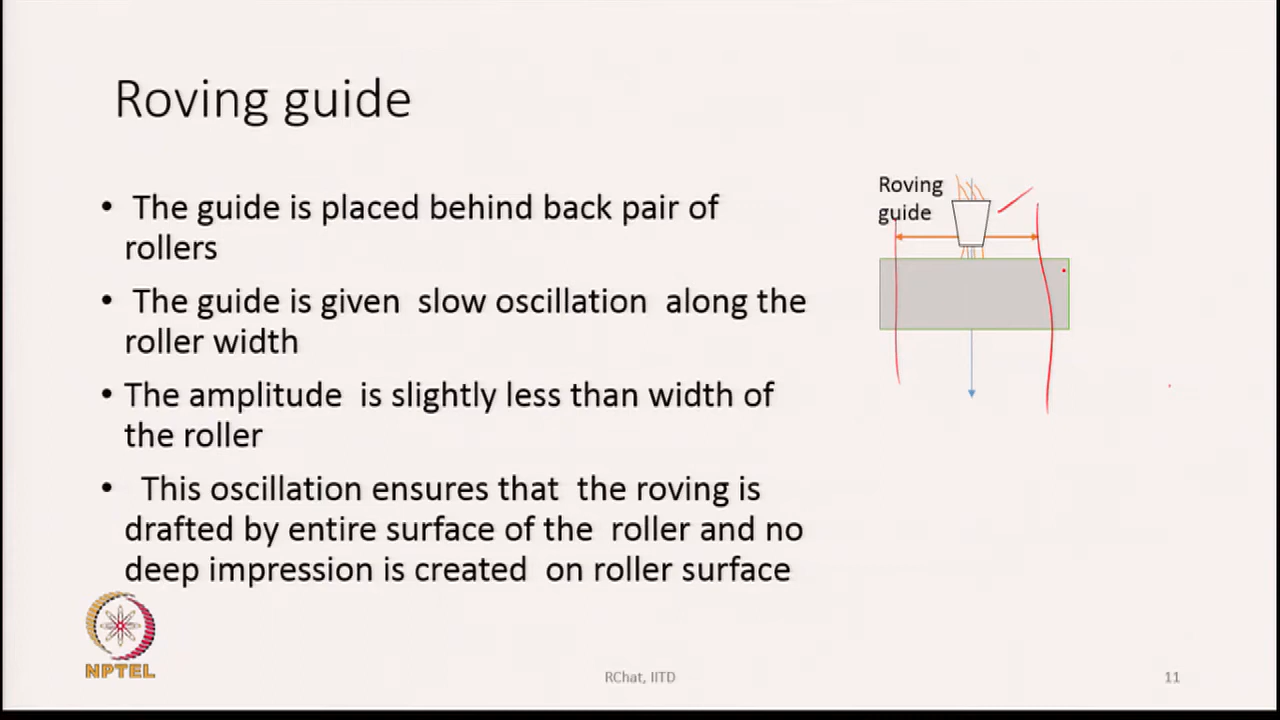 Roving guide
• The guide is placed behind back pair of
rollers
• The guide is given slow oscillation along the
roller width
• The amplitude is slightly less than width of
the roller
• This oscillation ensures that the roving is
drafted by entire surface of the roller and no
deep impression is created on roller surface
Roving
guide
NPTEL
RChat, IITD
11